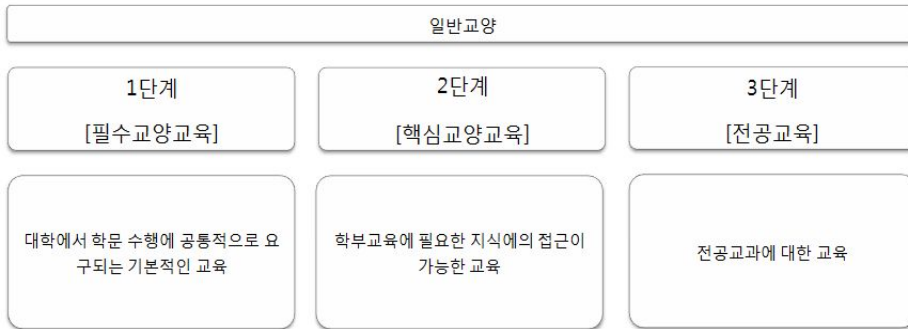 일반교양
1단계
[필수교양교육]
2단계
[핵심교양교육]
3단계
[전공교육]
대학에서 학문 수행에 공통적으로 요
구되는 기본적인 교육
학부교육에 필요한 지식에의 접근이
가능한 교육
전공교과에 대한 교육